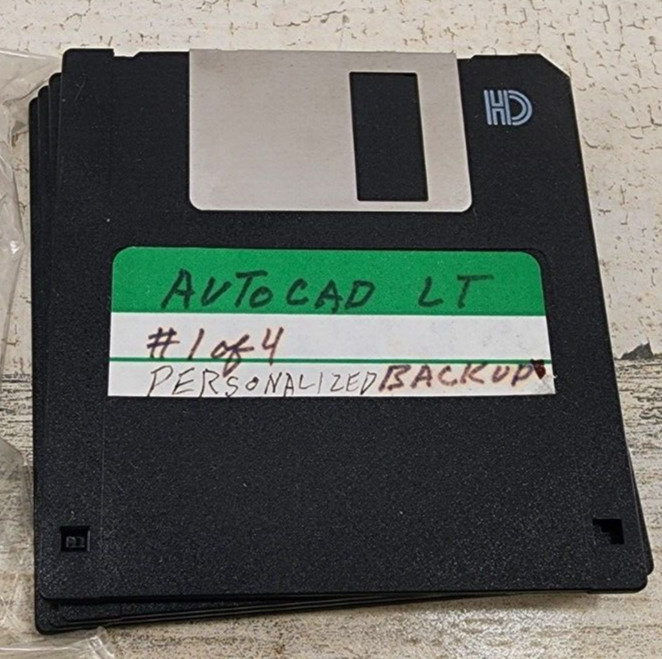 HD
AUTOCAD LT
#1 of 4
PERSONALIZED BACKUP